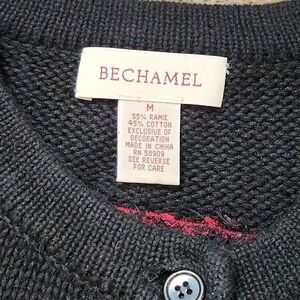 BECHAMEL
M
55% RAMIE
45% COTTON
EXCLUSIVE OF
DECORATION
MADE IN CHINA
RN 58909
SEE REVERSE
FOR CARE